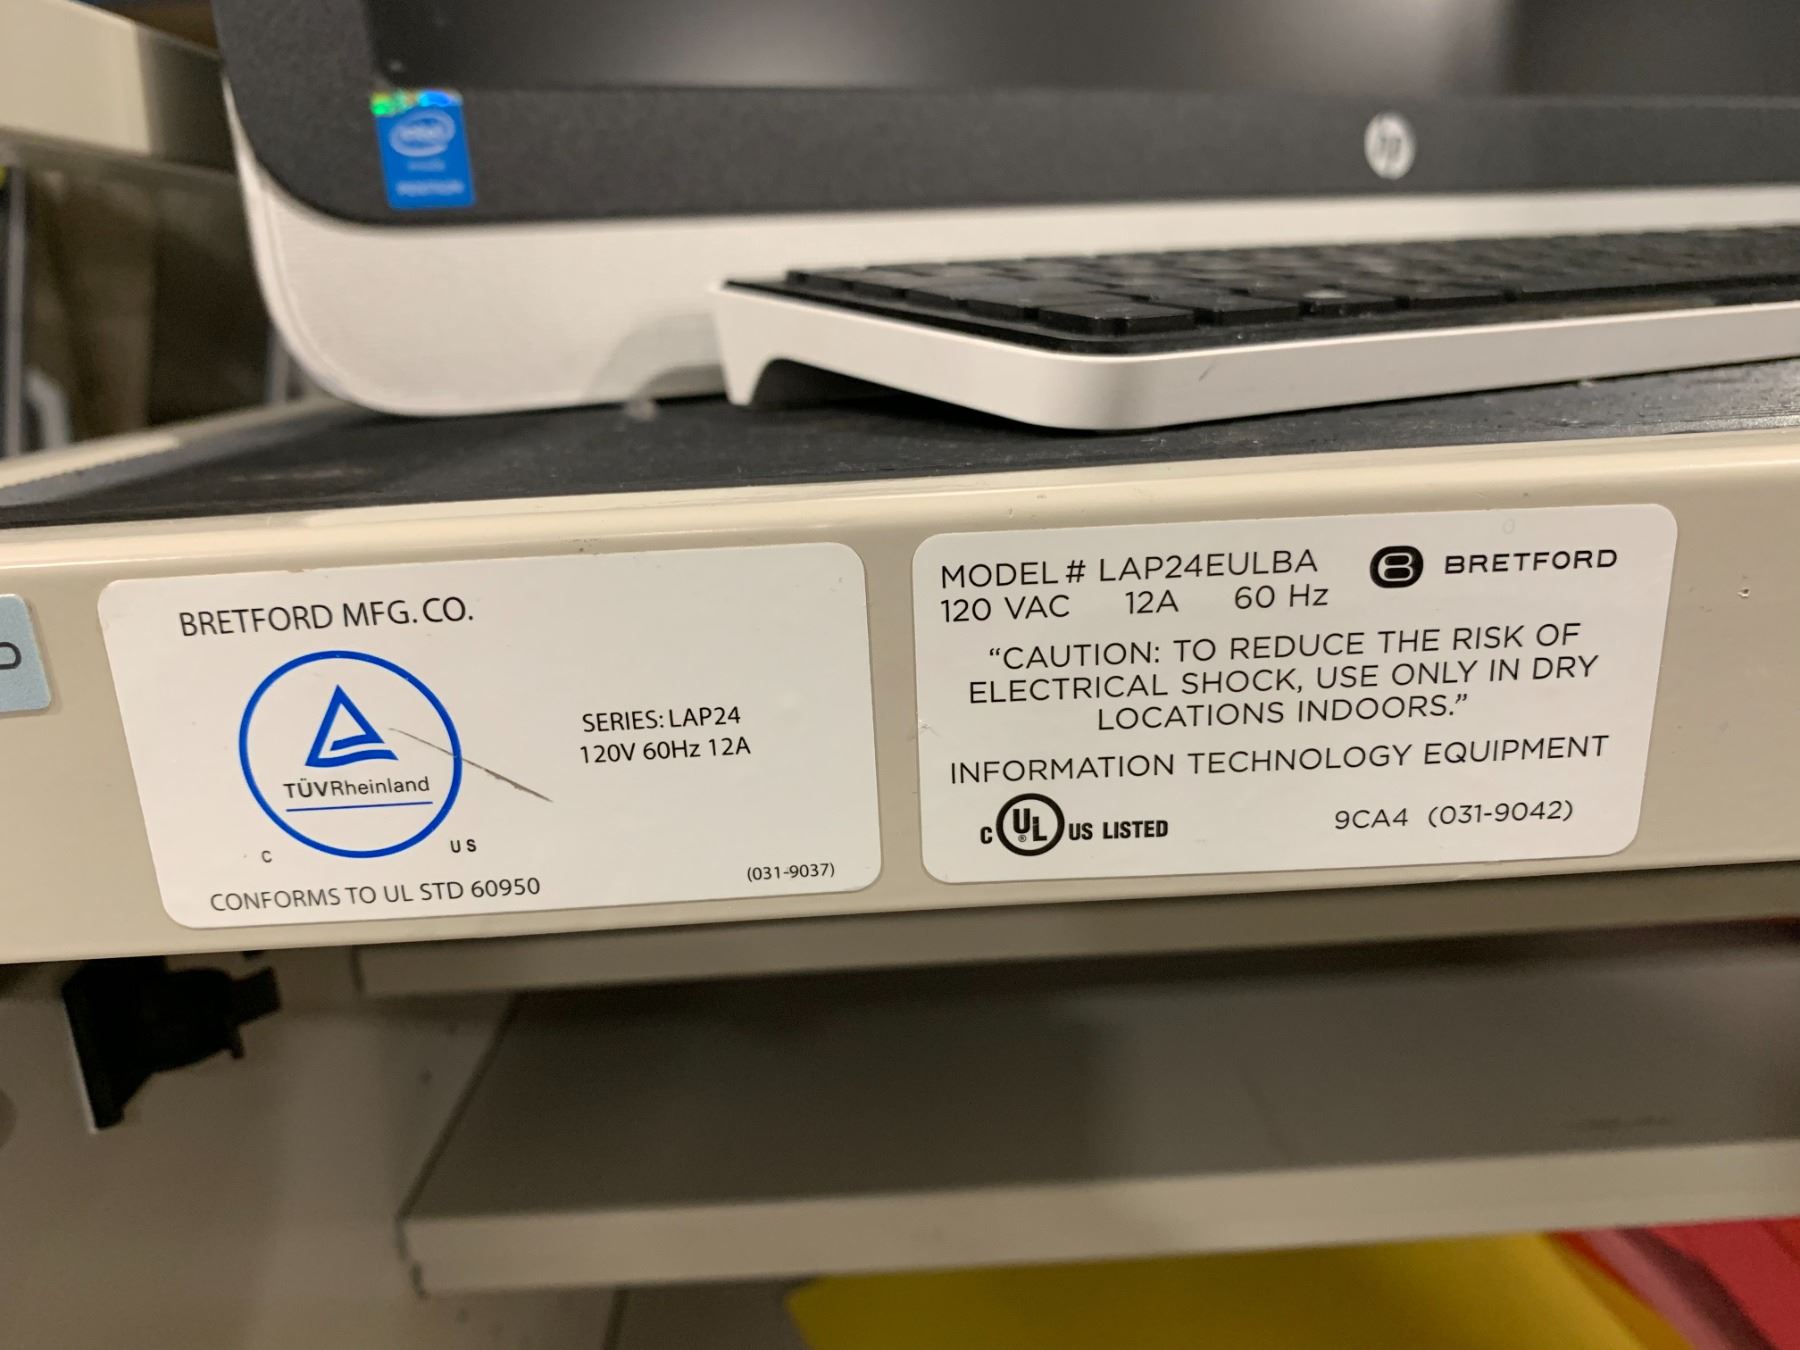 intel
PENTIUM
hp
BRETFORD MFG. CO.
TÜVRheinland
C US
SERIES: LAP24
120V 60Hz 12A
CONFORMS TO UL STD 60950
(031-9037)
MODEL # LAP24EULBA
BRETFORD
120 VAC 12A 60 Hz
“CAUTION: TO REDUCE THE RISK OF
ELECTRICAL SHOCK, USE ONLY IN DRY
LOCATIONS INDOORS.”
INFORMATION TECHNOLOGY EQUIPMENT
C UL ® US LISTED
9CA4 (031-9042)